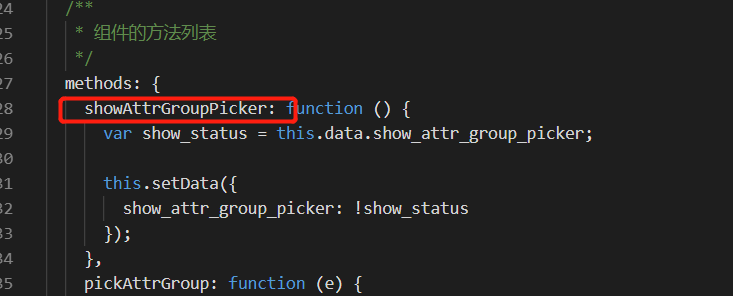 24 /**
25 * 组件的方法列表
26 */
27 methods: {
28 showAttrGroupPicker: function () {
29 var show_status = this.data.show_attr_group_picker;
30
31 this.setData({
32 show_attr_group_picker: !show_status
33 });
34 },
35 pickAttrGroup: function (e) {